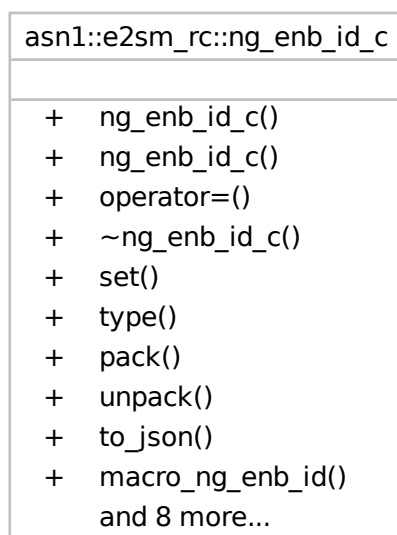 asn1::e2sm_rc::ng_enb_id_c
+ ng_enb_id_c()
+ ng_enb_id_c()
+ operator=()
+ ~ng_enb_id_c()
+ set()
+ type()
+ pack()
+ unpack()
+ to_json()
+ macro_ng_enb_id()
and 8 more...